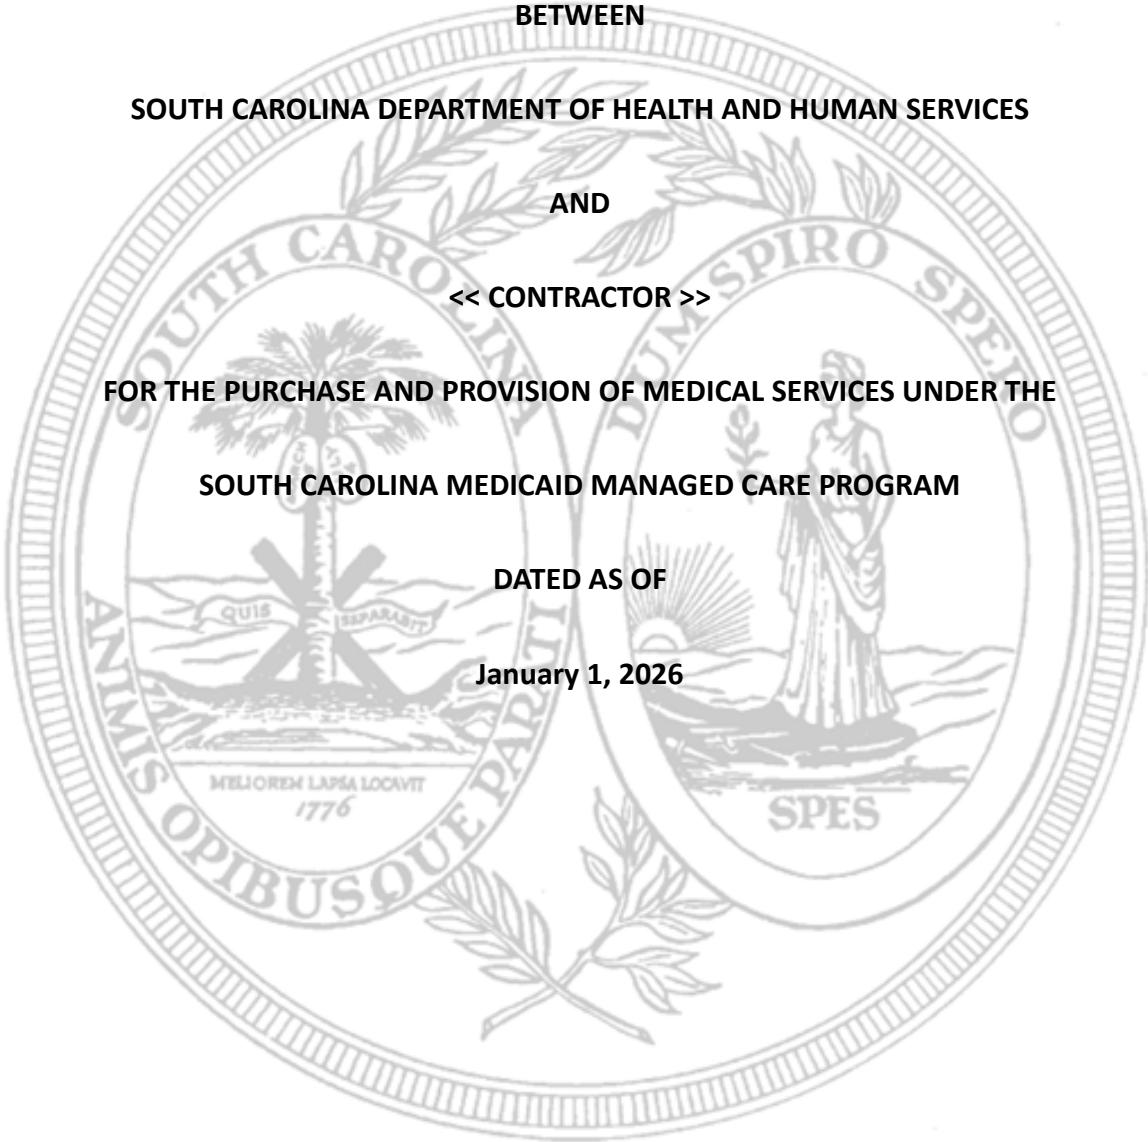 BETWEEN
SOUTH CAROLINA DEPARTMENT OF HEALTH AND HUMAN SERVICES
AND
<< CONTRACTOR >>
FOR THE PURCHASE AND PROVISION OF MEDICAL SERVICES UNDER THE
SOUTH CAROLINA MEDICAID MANAGED CARE PROGRAM
DATED AS OF
January 1, 2026
SOUTH CAROLINA
DUM SPIRO SPERO
QUIS SEPARABIT
MELIOREM LAPSA LOCAVIT
1776
ANIMIS OPIBUSQUE PARATI
SPES